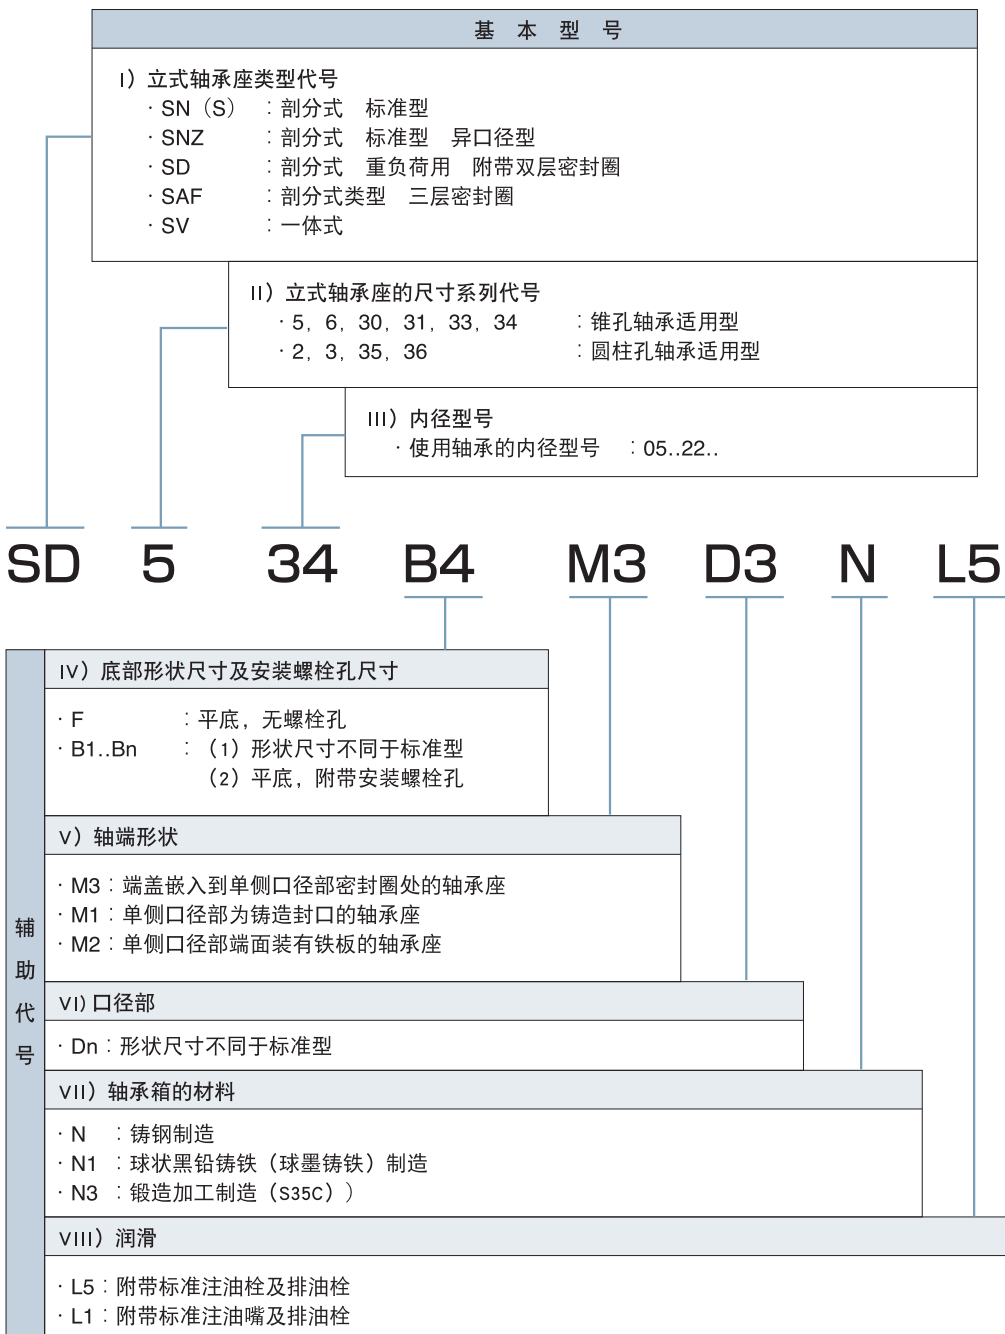 基 本 型 号
I）立式轴承座类型代号
· SN（S） : 剖分式 标准型
· SNZ : 剖分式 标准型 异口径型
· SD : 剖分式 重负荷用 附带双层密封圈
· SAF : 剖分式类型 三层密封圈
· SV : 一体式
II）立式轴承座的尺寸系列代号
· 5，6，30，31，33，34 : 锥孔轴承适用型
· 2，3，35，36 : 圆柱孔轴承适用型
III）内径型号
· 使用轴承的内径型号 : 05..22..
SD 5 34 B4 M3 D3 N L5
辅助代号
IV）底部形状尺寸及安装螺栓孔尺寸
· F : 平底，无螺栓孔
· B1..Bn : （1）形状尺寸不同于标准型
（2）平底，附带安装螺栓孔
V）轴端形状
· M3 : 端盖嵌入到单侧口径部密封圈处的轴承座
· M1 : 单侧口径部为铸造封口的轴承座
· M2 : 单侧口径部端面装有铁板的轴承座
VI) 口径部
· Dn : 形状尺寸不同于标准型
VII）轴承箱的材料
· N : 铸钢制造
· N1 : 球状黑铅铸铁（球墨铸铁）制造
· N3 : 锻造加工制造（S35C））
VIII）润滑
· L5 : 附带标准注油栓及排油栓
· L1 : 附带标准注油嘴及排油栓